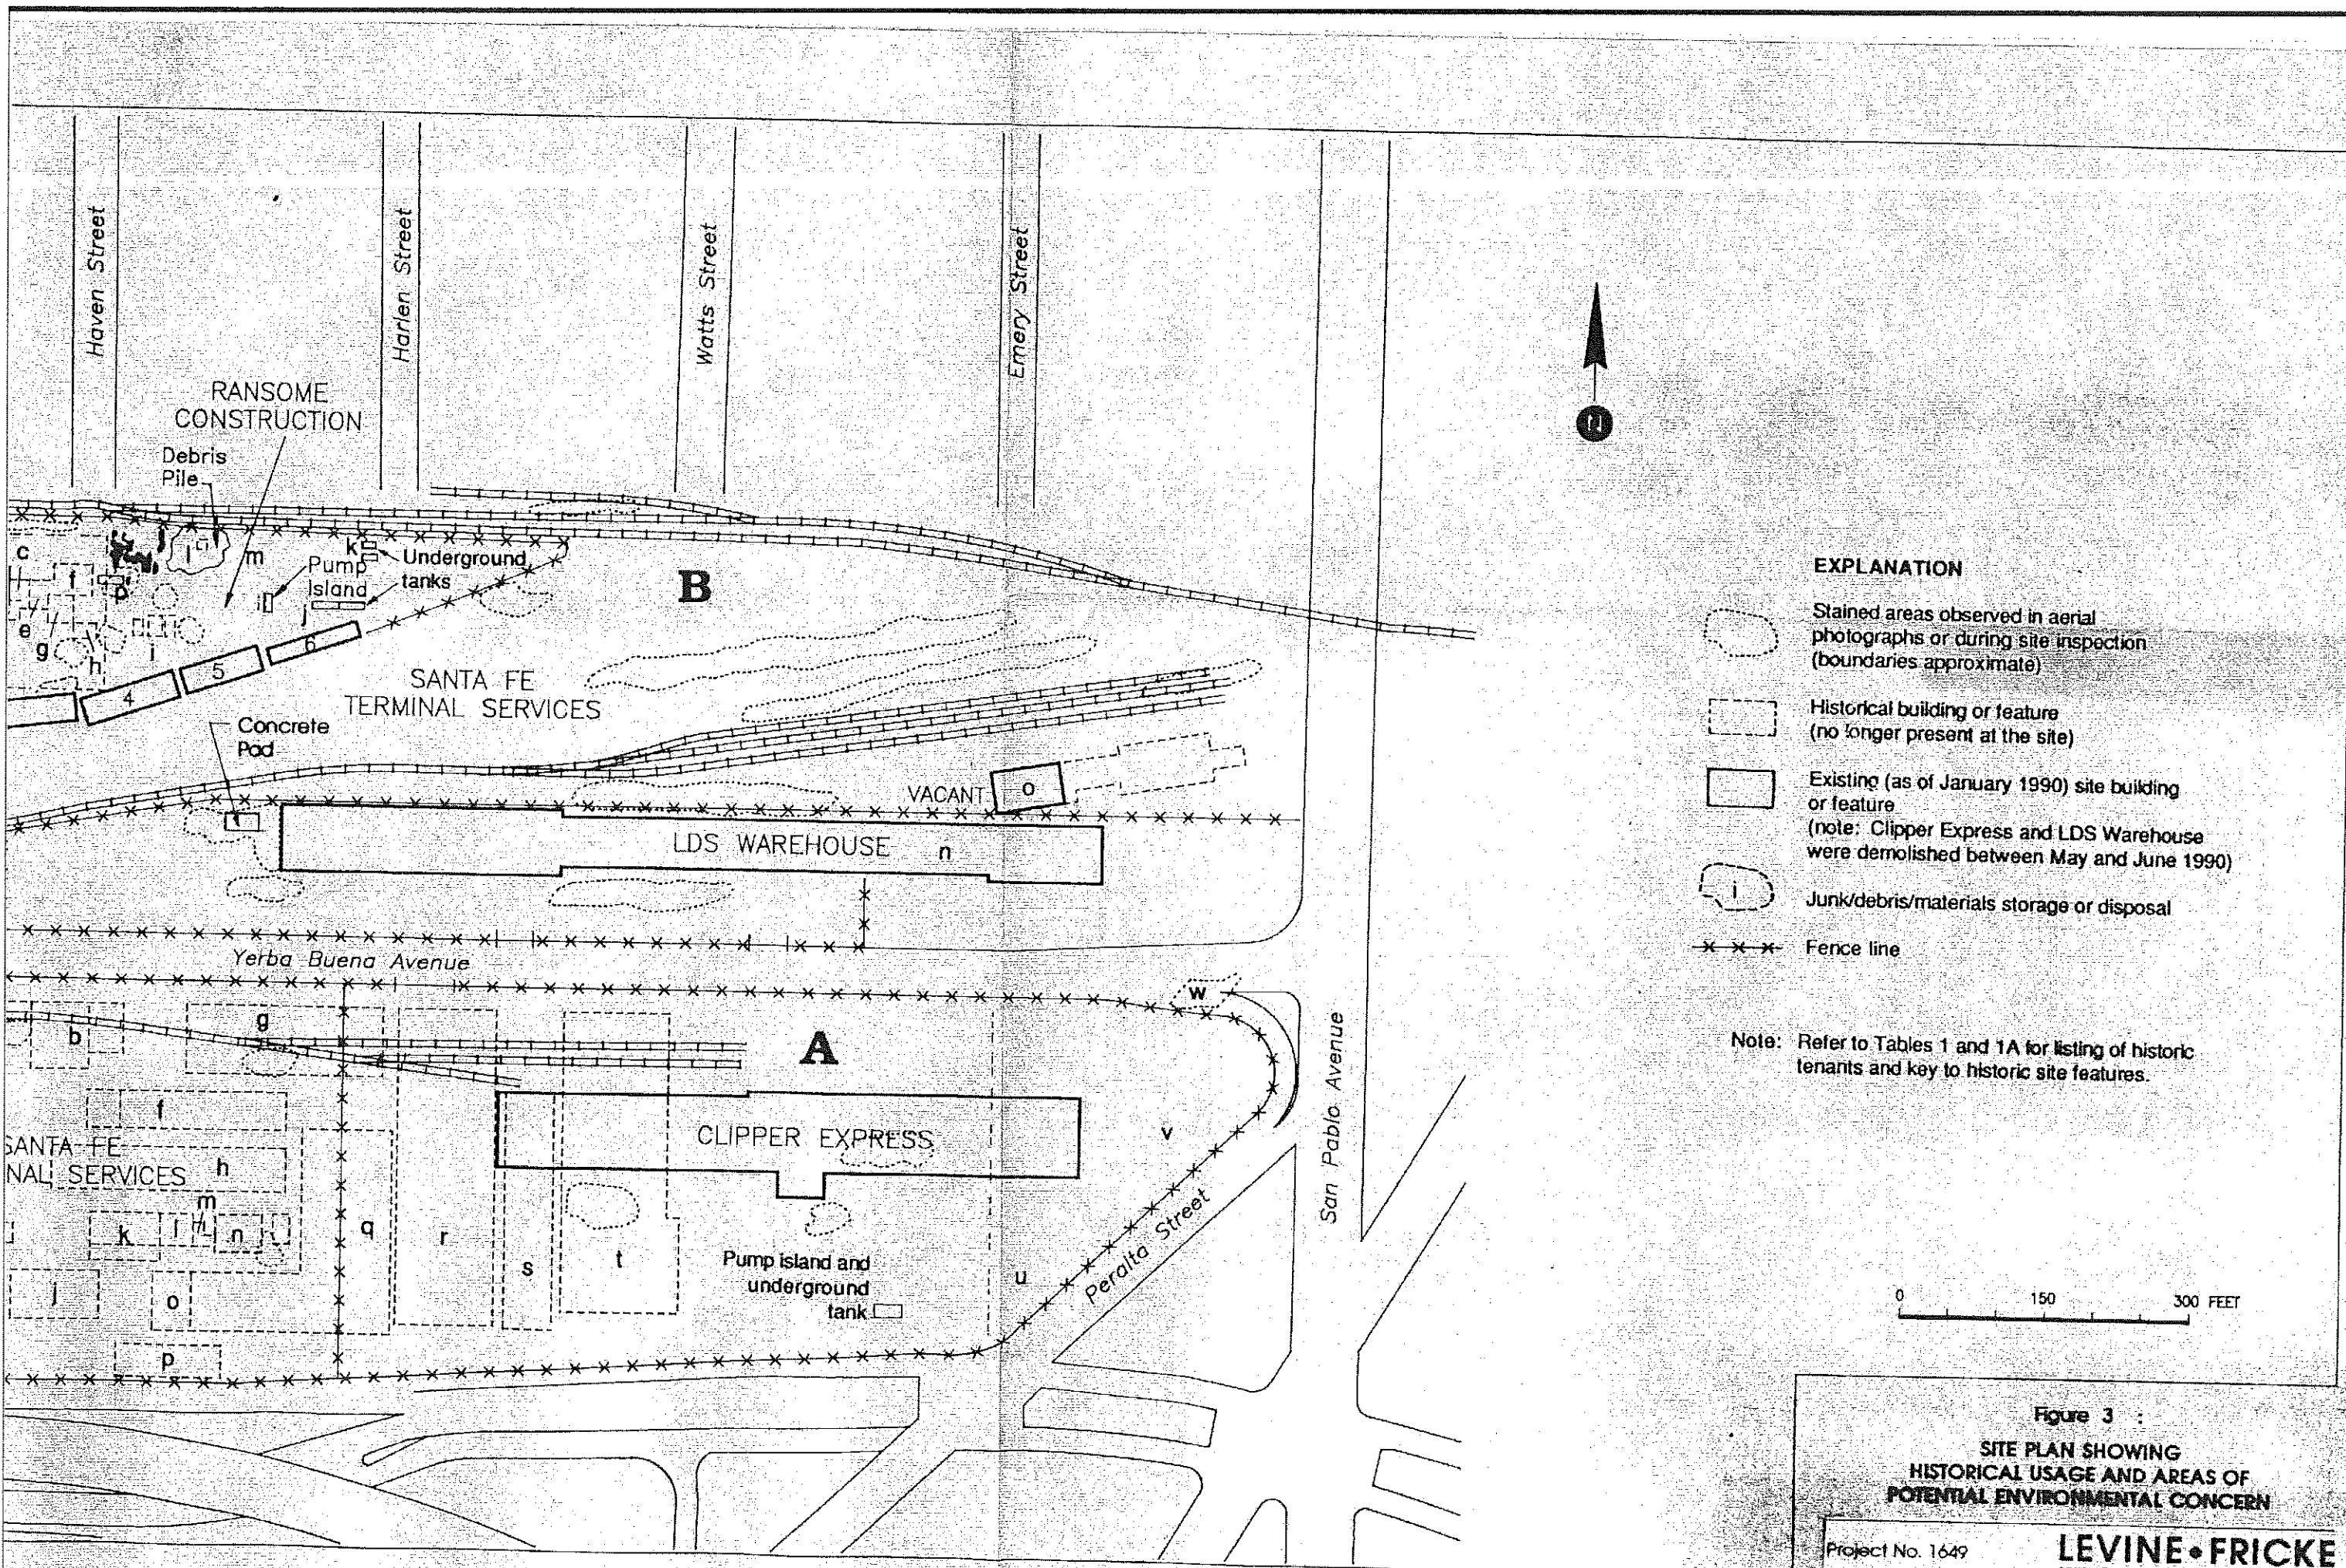 Haven Street
Harlen Street
Watts Street
Emery Street
RANSOME
CONSTRUCTION
Debris
Pile
c
f
e
g
h
i
i
p
m
k
Underground
tanks
Pump
Island
j
4
5
6
B
SANTA FE
TERMINAL SERVICES
Concrete
Pad
VACANT
o
LDS WAREHOUSE
n
Yerba Buena Avenue
w
b
g
A
f
CLIPPER EXPRESS
v
SANTA FE
NAL SERVICES
h
m
k
l
n
q
r
s
t
u
j
o
p
Pump island and
underground
tank
Peralta Street
San Pablo Avenue
N
EXPLANATION
Stained areas observed in aerial
photographs or during site inspection
(boundaries approximate)
Historical building or feature
(no longer present at the site)
Existing (as of January 1990) site building
or feature
(note: Clipper Express and LDS Warehouse
were demolished between May and June 1990)
i
Junk/debris/materials storage or disposal
Fence line
Note: Refer to Tables 1 and 1A for listing of historic
tenants and key to historic site features.
0 150 300 FEET
Figure 3 :
SITE PLAN SHOWING
HISTORICAL USAGE AND AREAS OF
POTENTIAL ENVIRONMENTAL CONCERN
Project No. 1649
LEVINE•FRICKE